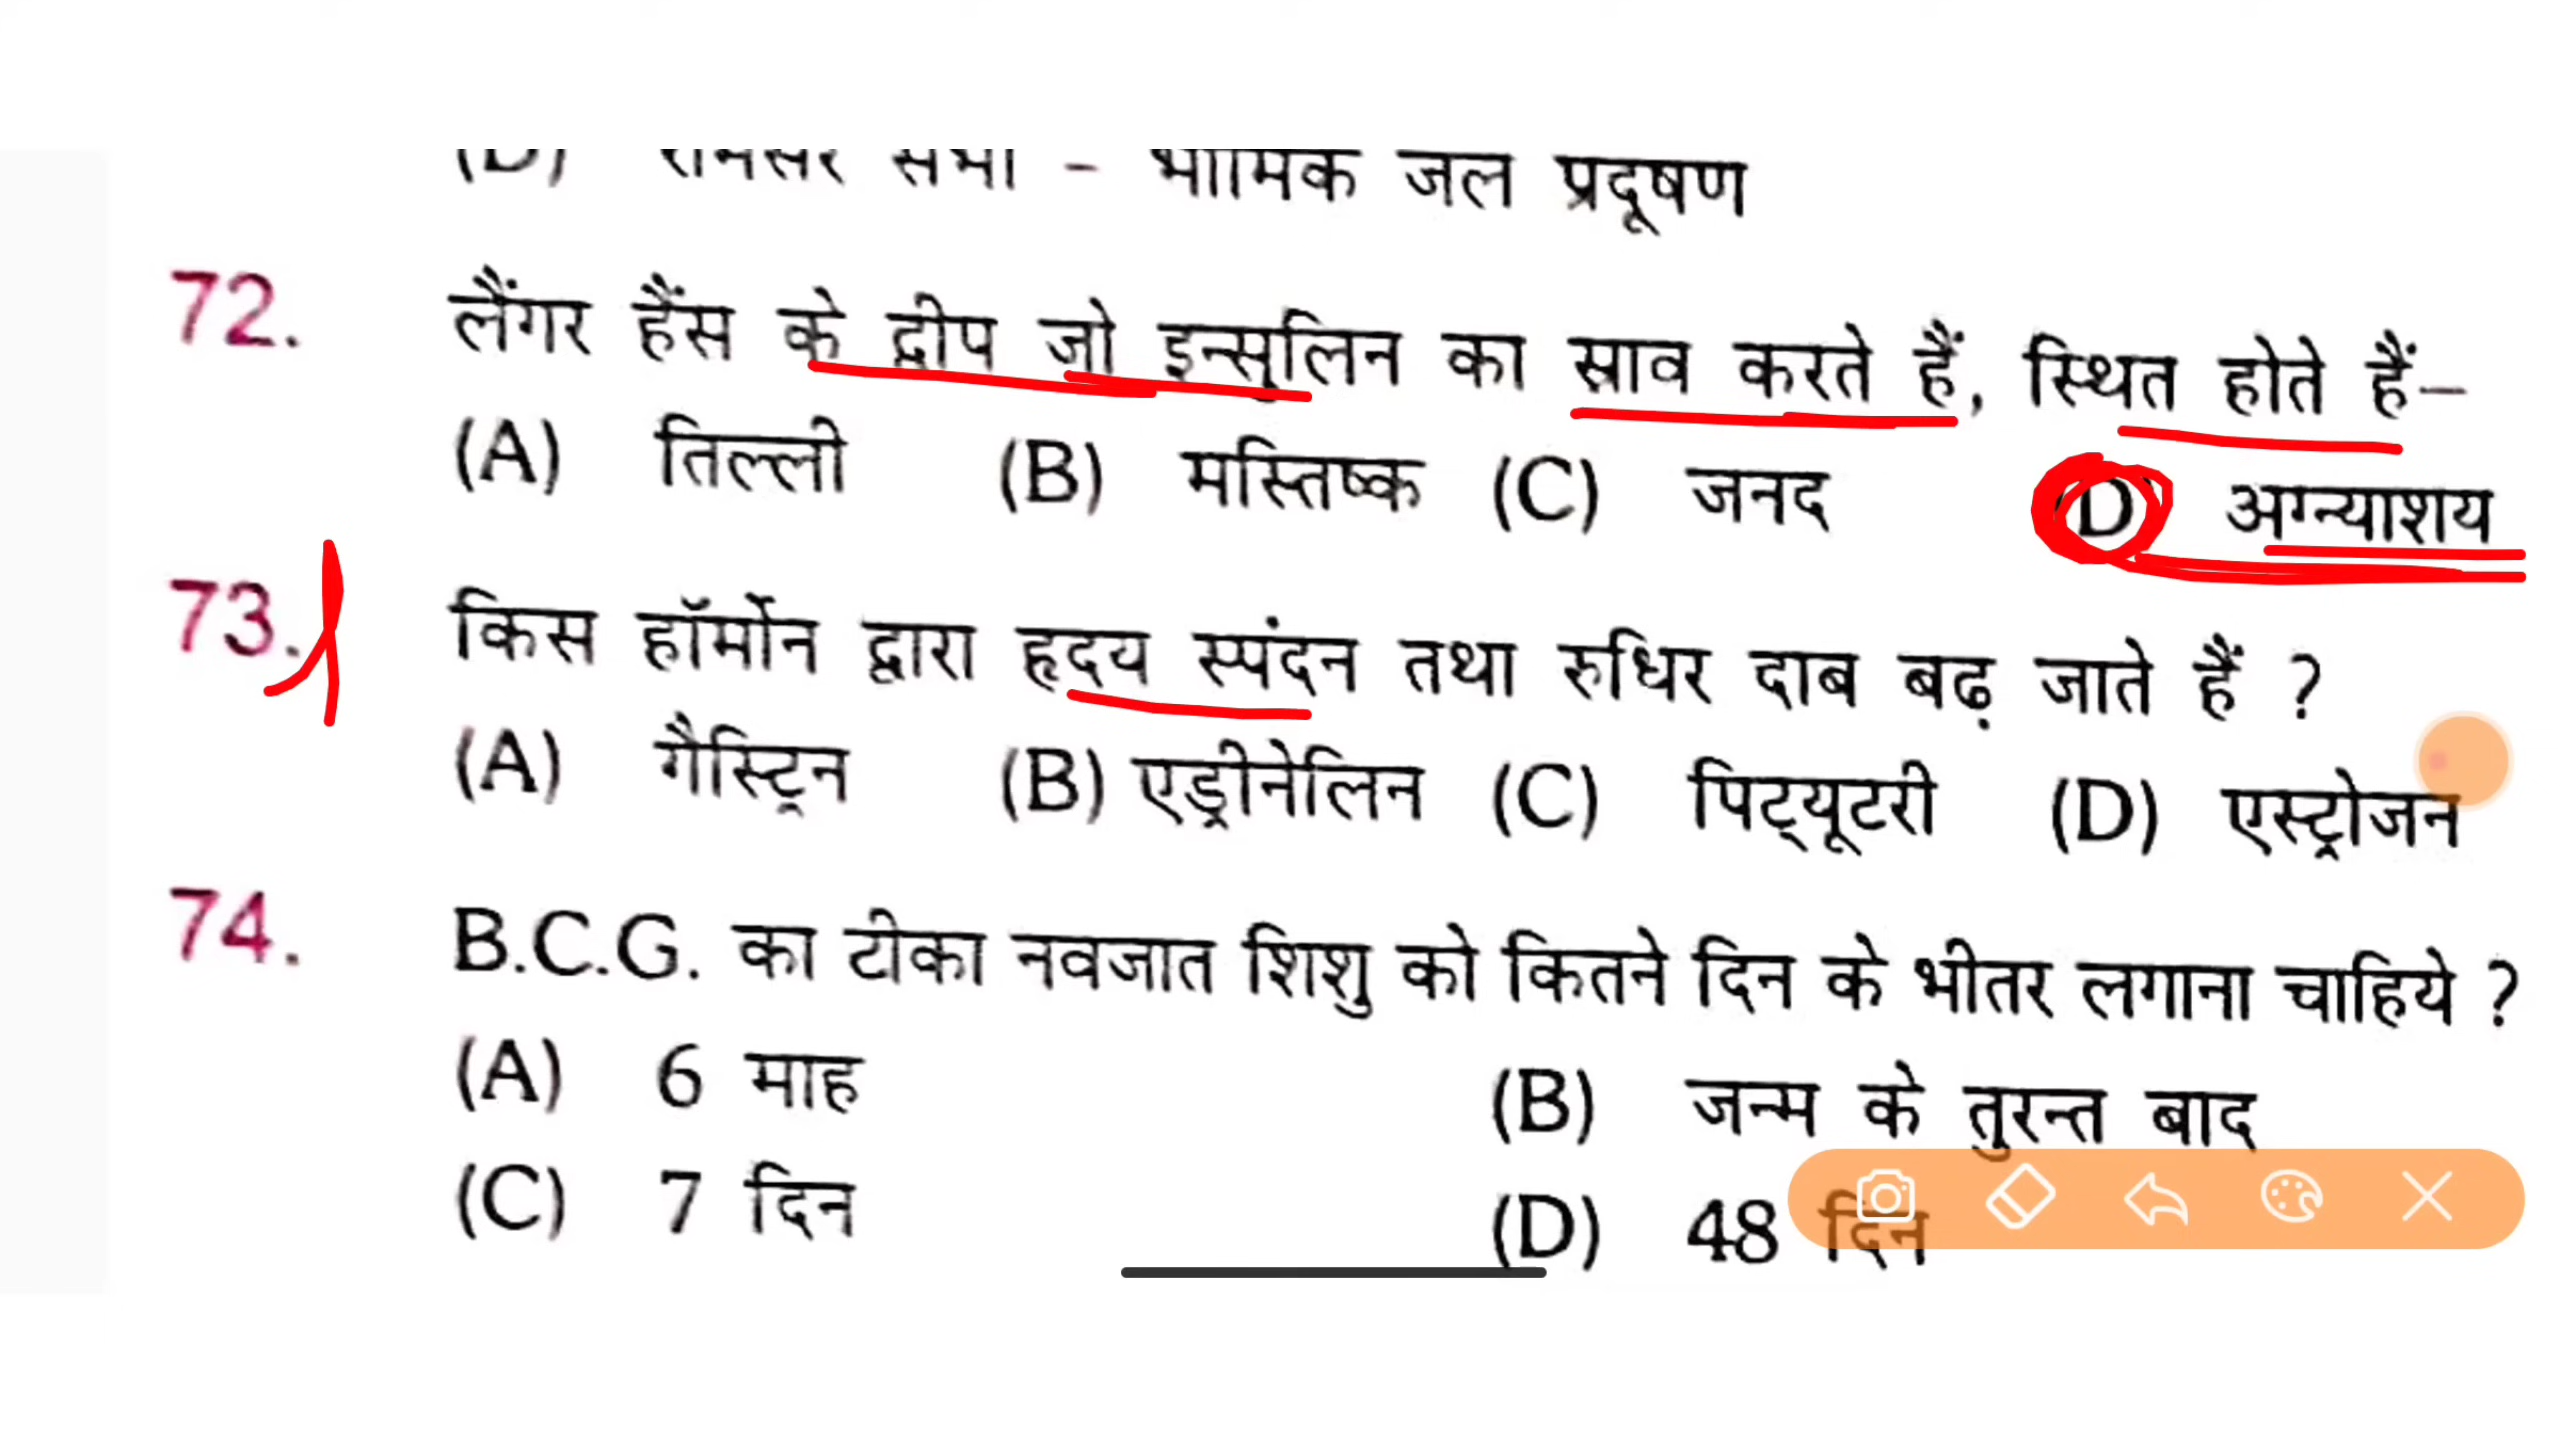 जल प्रदूषण
72. लैंगर हैंस के द्वीप जो इन्सुलिन का स्राव करते हैं, स्थित होते हैं–
(A) तिल्ली (B) मस्तिष्क (C) जनद (D) अग्न्याशय
73. किस हॉर्मोन द्वारा हृदय स्पंदन तथा रुधिर दाब बढ़ जाते हैं ?
(A) गैस्ट्रिन (B) एड्रीनेलिन (C) पिट्यूटरी (D) एस्ट्रोजन
74. B.C.G. का टीका नवजात शिशु को कितने दिन के भीतर लगाना चाहिये ?
(A) 6 माह (B) जन्म के तुरन्त बाद
(C) 7 दिन (D) 48 दिन